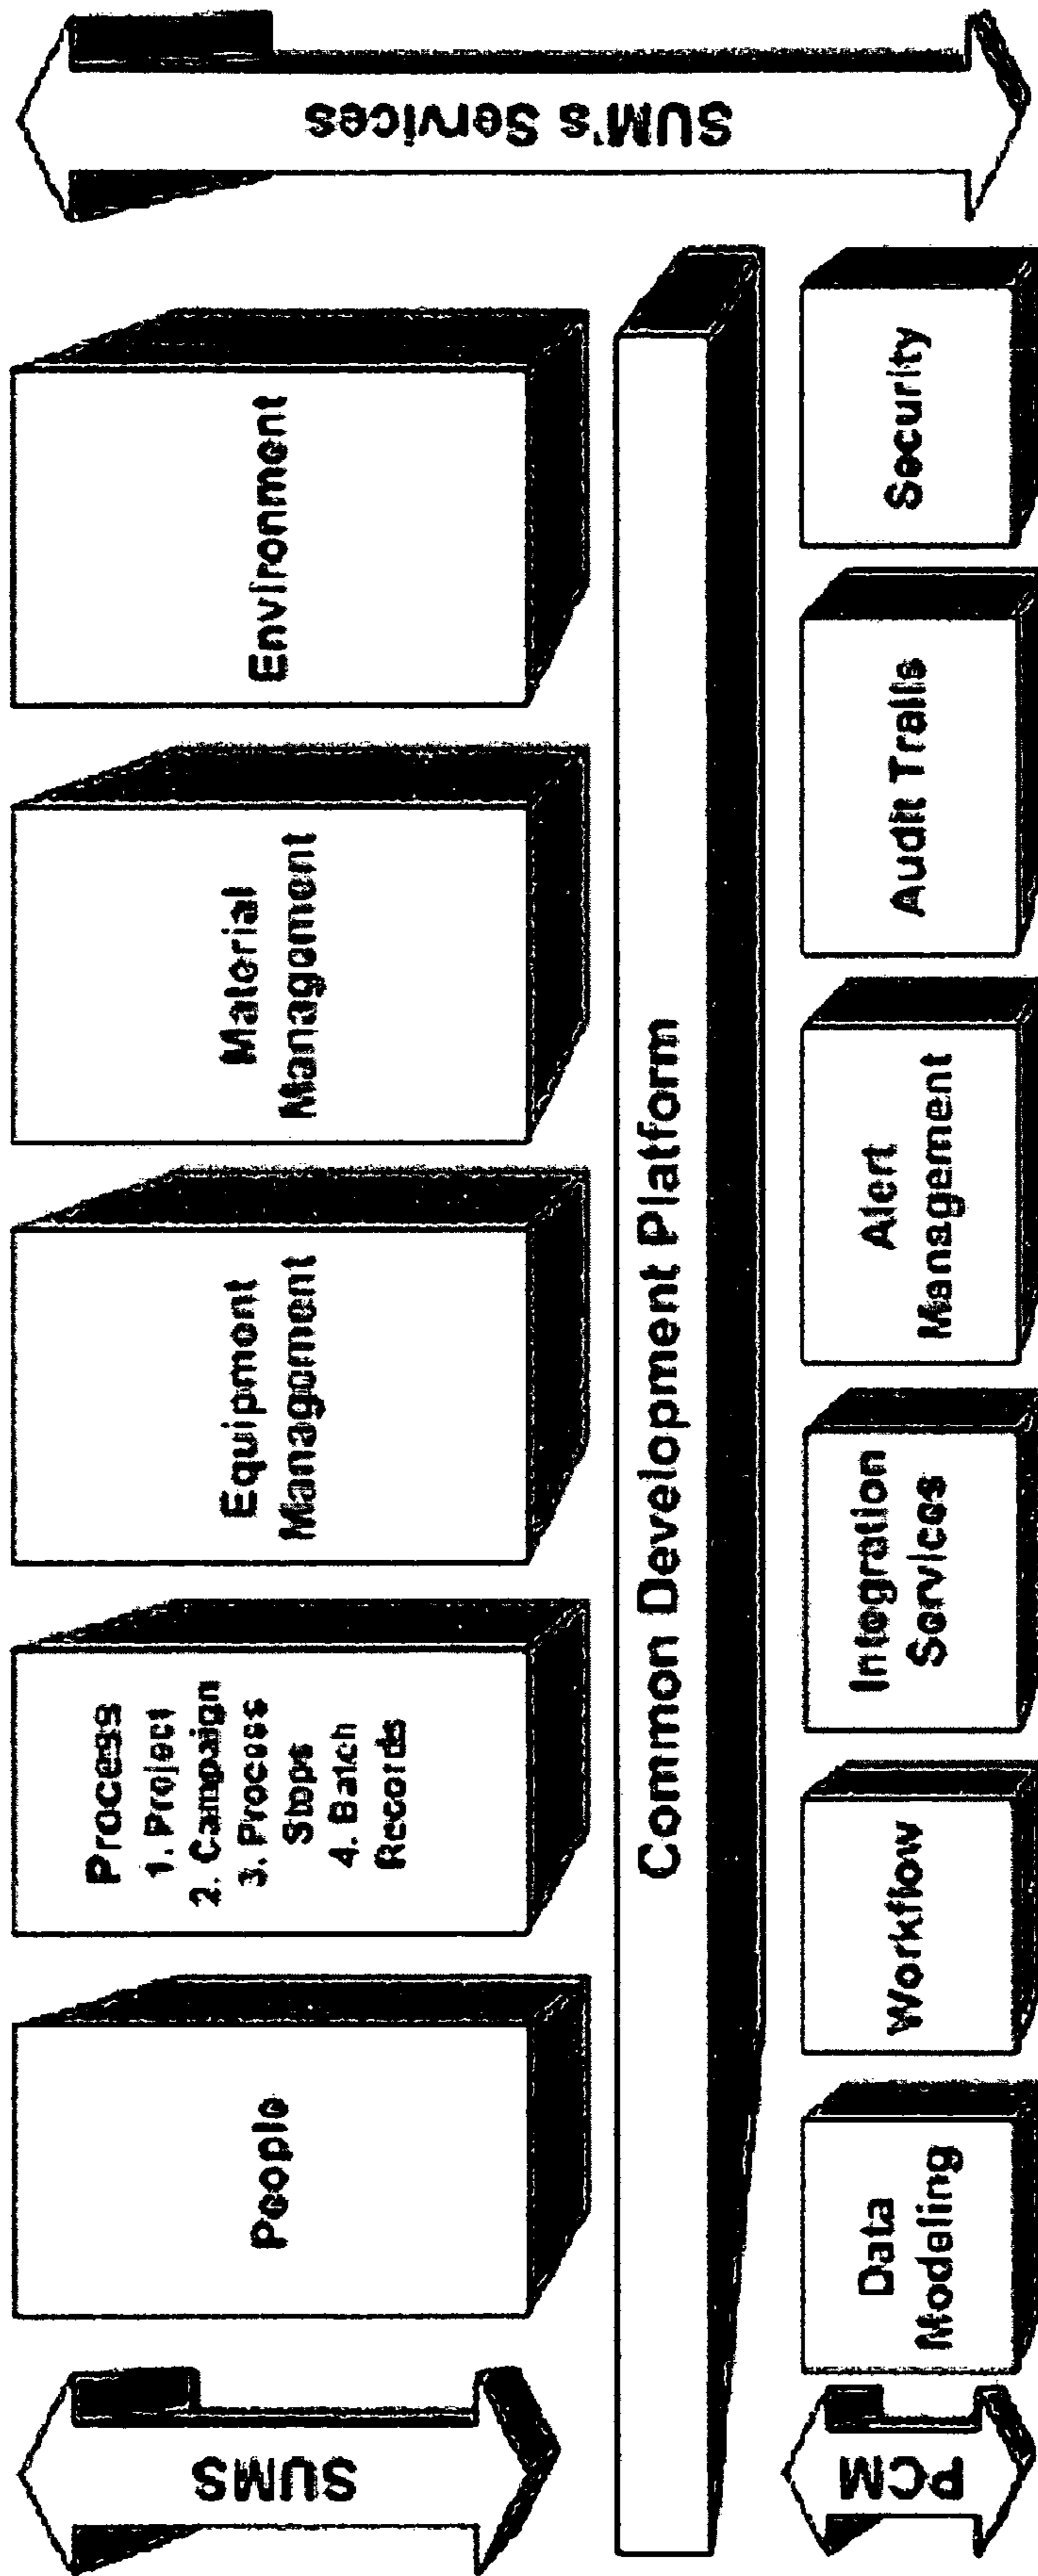 SUMS
People
Process
1. Project
2. Campaign
3. Process
Steps
4. Batch
Records
Equipment
Management
Material
Management
Environment
SUM's Services
Common Development Platform
PCM
Data
Modeling
Workflow
Integration
Services
Alert
Management
Audit Trails
Security